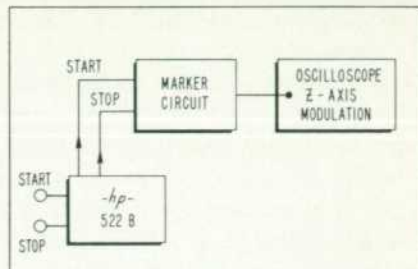 START
STOP
MARKER
CIRCUIT
OSCILLOSCOPE
Z-AXIS
MODULATION
START
STOP
-hp-
522 B